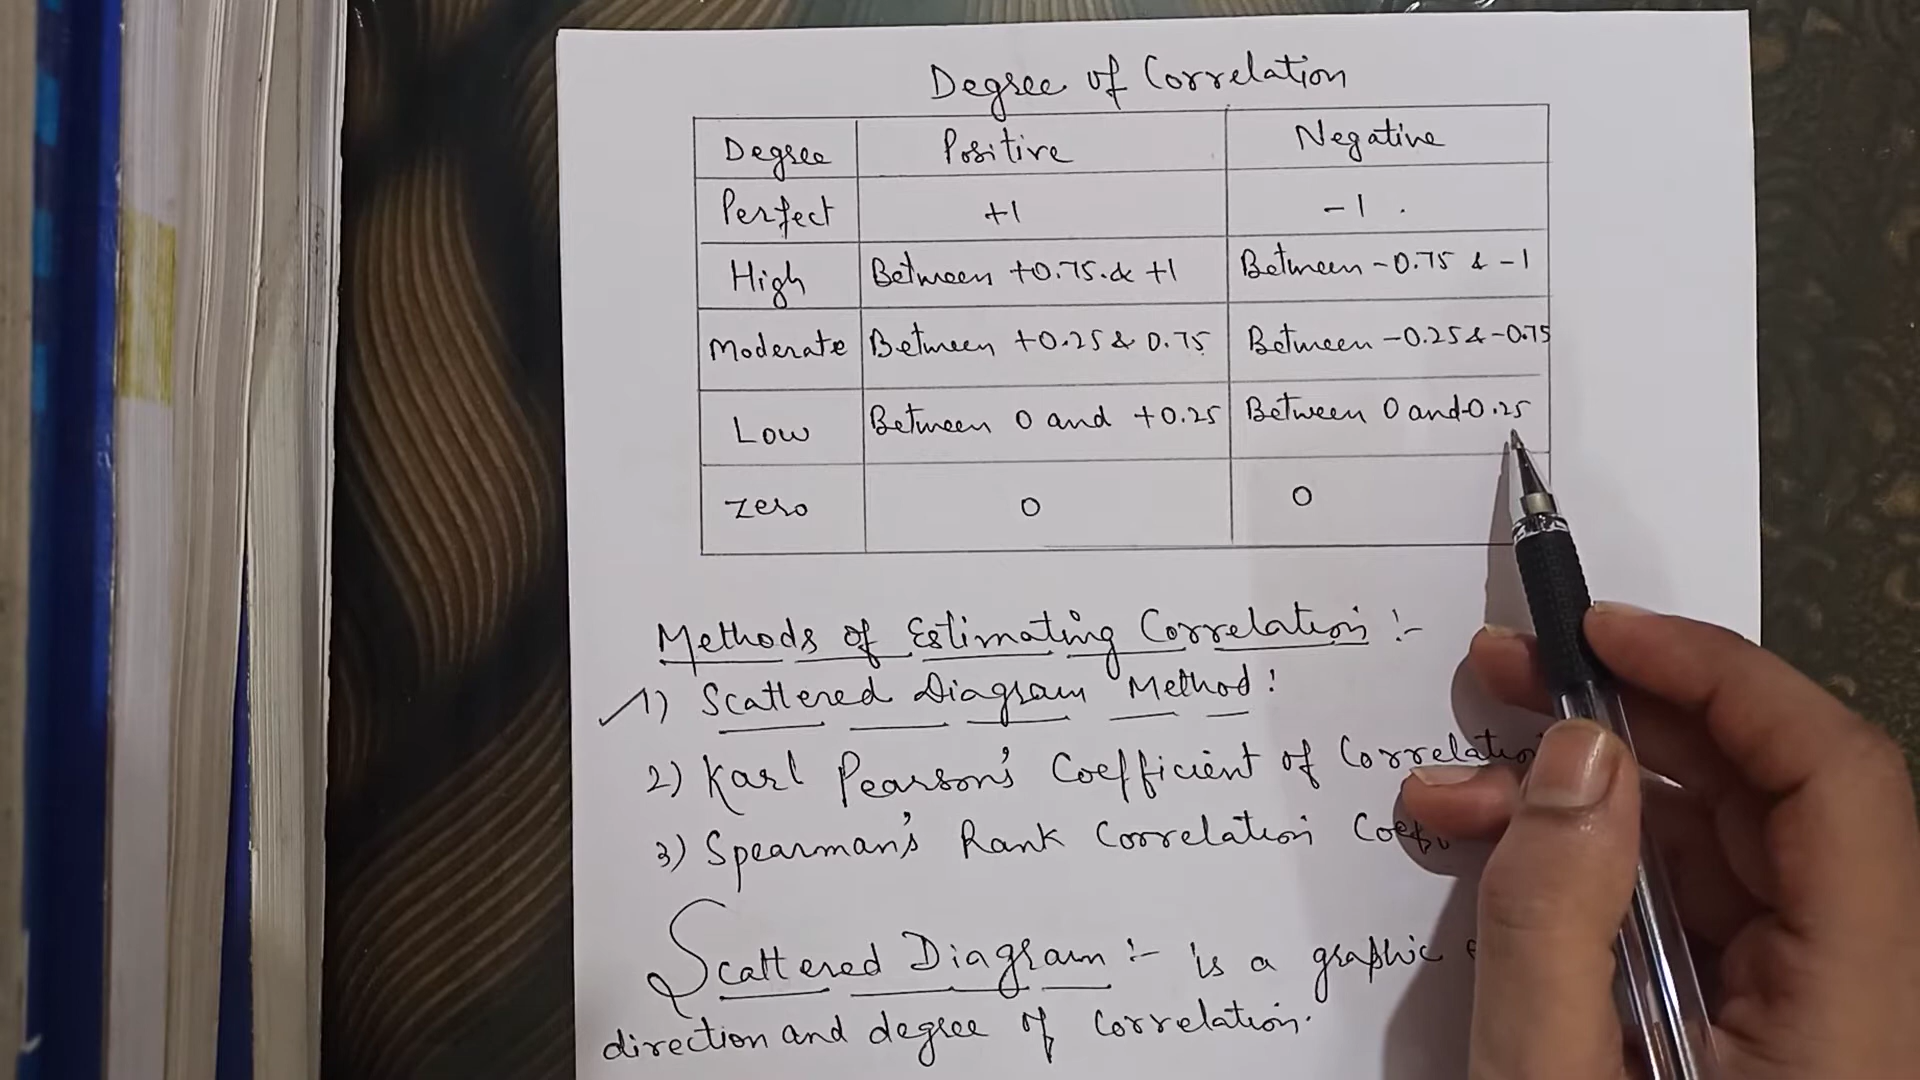 Degree of Correlation
Degree Positive Negative
Perfect +1 -1 .
High Between +0.75.& +1 Between -0.75 & -1
Moderate Between +0.25 & 0.75 Between -0.25 & -0.75
Low Between 0 and +0.25 Between 0 and -0.25
Zero 0 0
Methods of Estimating Correlation :-
1) Scattered Diagram Method :
2) Karl Pearson's Coefficient of
3) Spearman's Rank Correlation
Scattered Diagram :- is a graphic
direction and degree of Correlation.